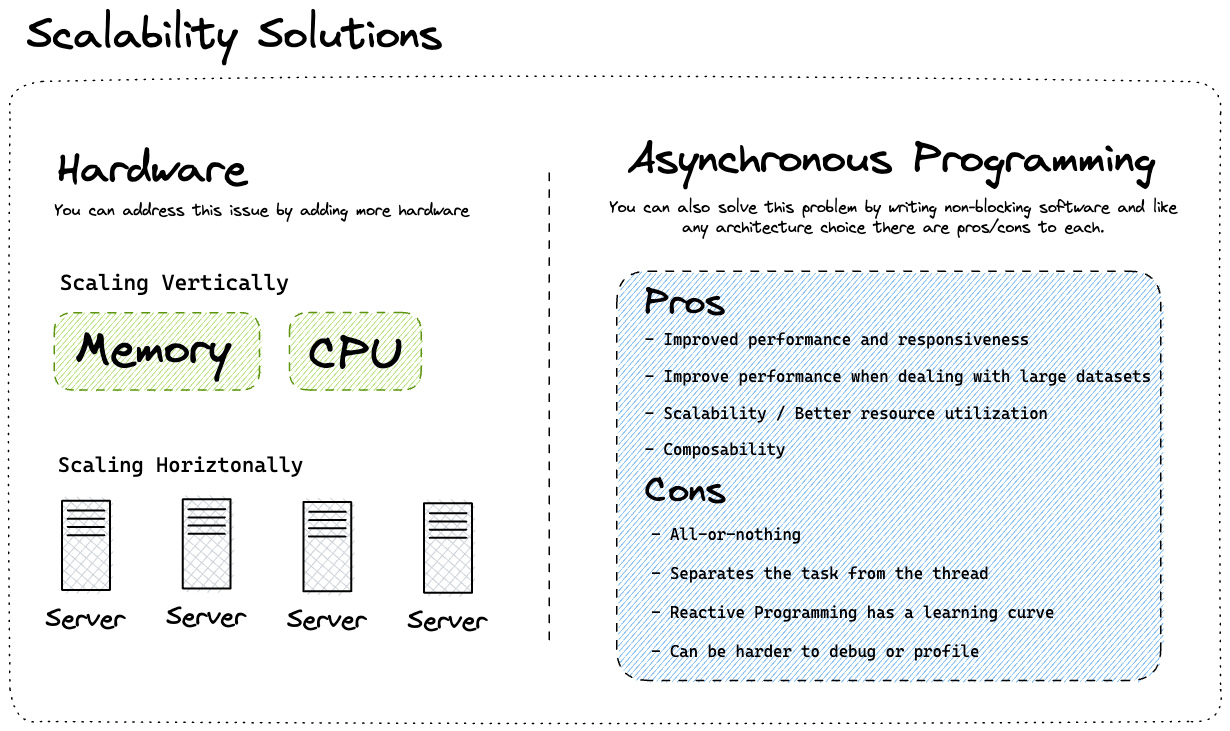 Scalability Solutions
Hardware
You can address this issue by adding more hardware
Scaling Vertically
Memory
CPU
Scaling Horiztonally
Server
Server
Server
Server
Asynchronous Programming
You can also solve this problem by writing non-blocking software and like
any architecture choice there are pros/cons to each.
Pros
- Improved performance and responsiveness
- Improve performance when dealing with large datasets
- Scalability / Better resource utilization
- Composability
Cons
- All-or-nothing
- Separates the task from the thread
- Reactive Programming has a learning curve
- Can be harder to debug or profile